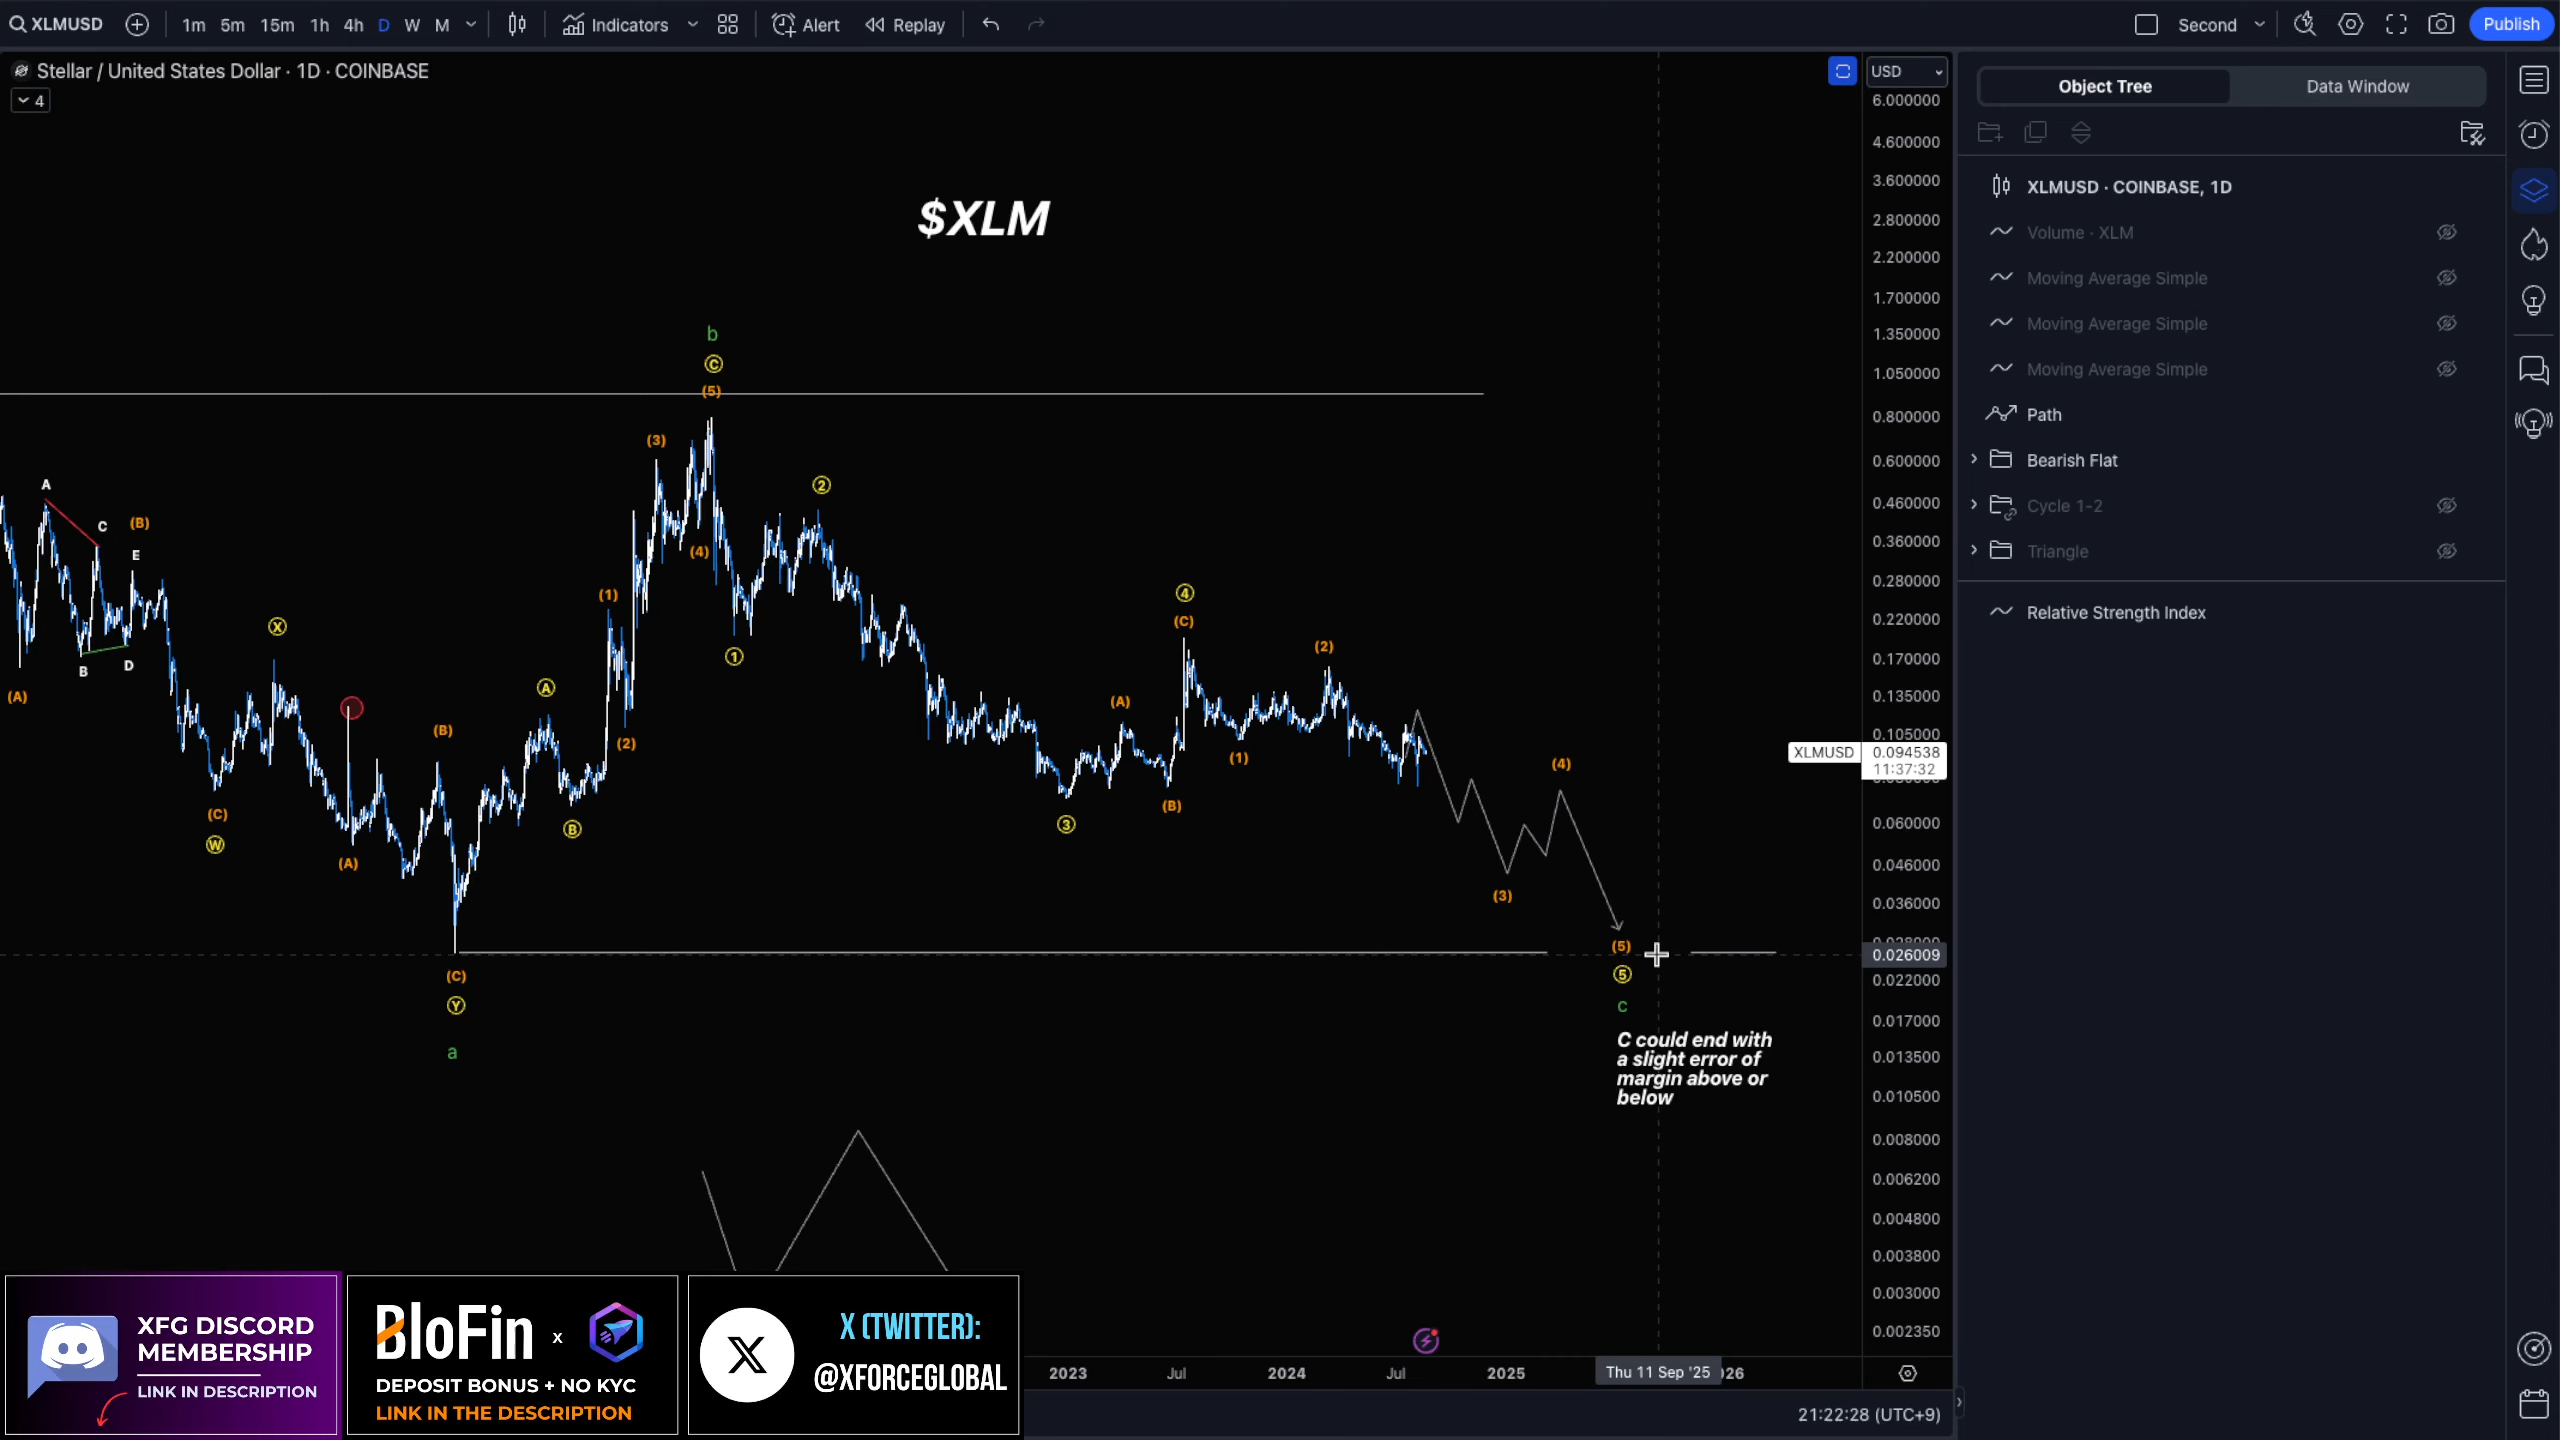 XLMUSD 1m 5m 15m 1h 4h D W M Indicators Alert Replay Second Publish
Stellar / United States Dollar · 1D · COINBASE
4
$XLM
b
C
(5)
(3)
(4)
2
(1)
(2)
1
A
C
(B)
E
B
D
(A)
X
(C)
W
(A)
(B)
A
B
(C)
Y
a
4
(C)
(A)
(B)
3
(1)
(2)
(4)
(3)
(5)
5
c
C could end with
a slight error of
margin above or
below
USD
6.000000
4.600000
3.600000
2.800000
2.200000
1.700000
1.350000
1.050000
0.800000
0.600000
0.460000
0.360000
0.280000
0.220000
0.170000
0.135000
0.105000
XLMUSD 0.094538
11:37:32
0.060000
0.046000
0.036000
0.026009
0.022000
0.017000
0.013500
0.010500
0.008000
0.006200
0.004800
0.003800
0.003000
0.002350
2023 Jul 2024 Jul 2025 Thu 11 Sep '25
21:22:28 (UTC+9)
Object Tree Data Window
XLMUSD · COINBASE, 1D
Volume · XLM
Moving Average Simple
Moving Average Simple
Moving Average Simple
Path
Bearish Flat
Cycle 1-2
Triangle
Relative Strength Index
XFG DISCORD
MEMBERSHIP
LINK IN DESCRIPTION
BloFin x
DEPOSIT BONUS + NO KYC
LINK IN THE DESCRIPTION
X (TWITTER):
@XFORCEGLOBAL